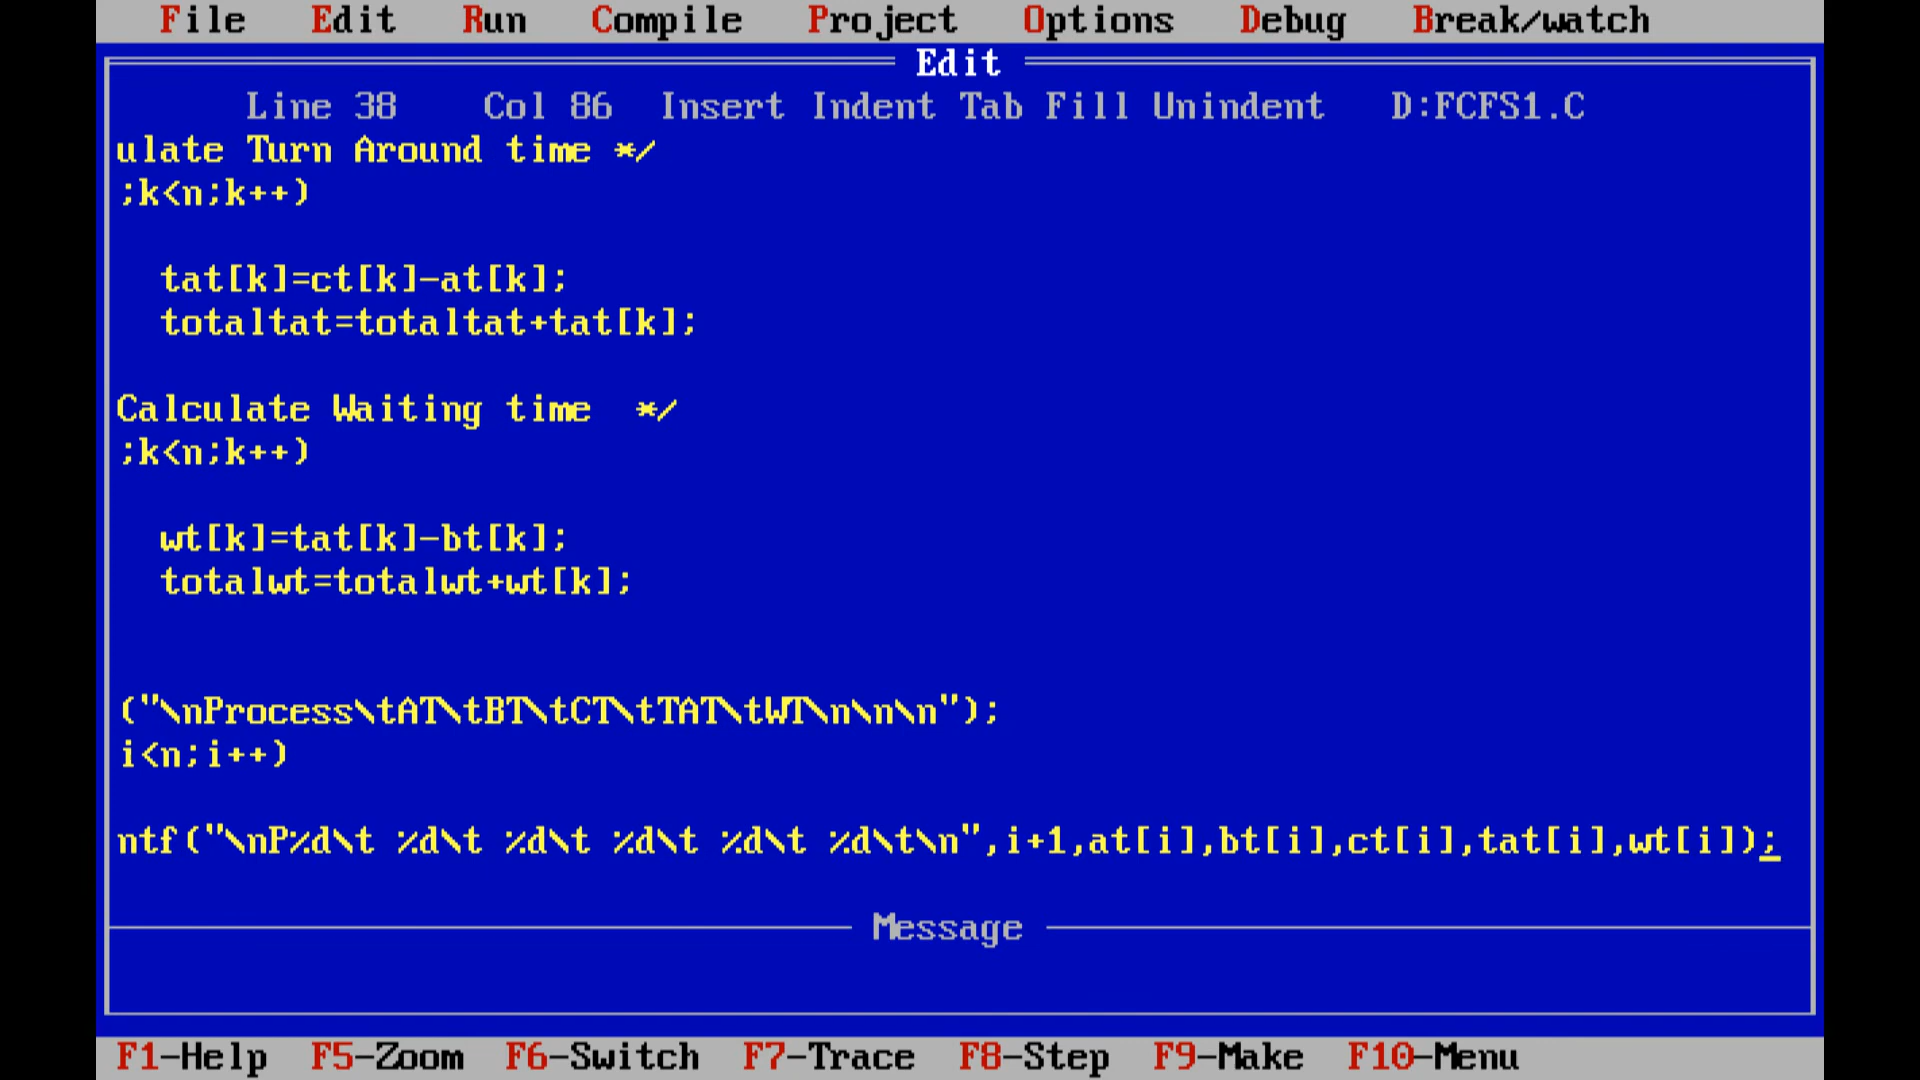 File Edit Run Compile Project Options Debug Break/watch
Edit
Line 38 Col 86 Insert Indent Tab Fill Unindent D:FCFS1.C
ulate Turn Around time */
;k<n;k++)
tat[k]=ct[k]-at[k];
totaltat=totaltat+tat[k];
Calculate Waiting time */
;k<n;k++)
wt[k]=tat[k]-bt[k];
totalwt=totalwt+wt[k];
("\nProcess\tAT\tBT\tCT\tTAT\tWT\n\n\n");
i<n;i++)
ntf("\nP%d\t %d\t %d\t %d\t %d\t %d\t\n",i+1,at[i],bt[i],ct[i],tat[i],wt[i]);
Message
F1-Help F5-Zoom F6-Switch F7-Trace F8-Step F9-Make F10-Menu